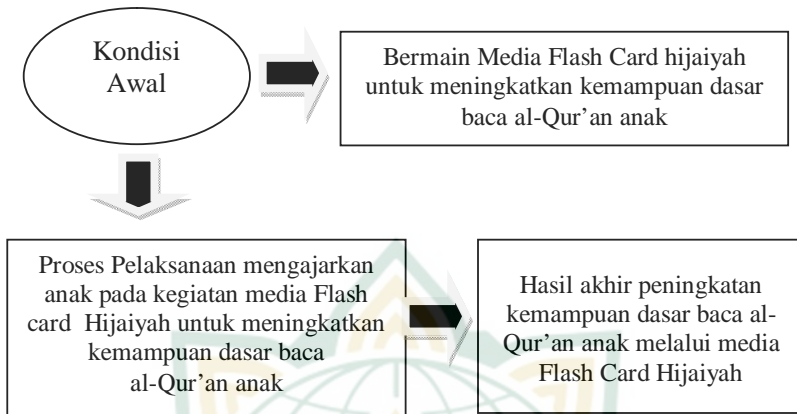 Kondisi
Awal
Bermain Media Flash Card hijaiyah
untuk meningkatkan kemampuan dasar
baca al-Qur'an anak
Proses Pelaksanaan mengajarkan
anak pada kegiatan media Flash
card Hijaiyah untuk meningkatkan
kemampuan dasar baca
al-Qur'an anak
Hasil akhir peningkatan
kemampuan dasar baca al-
Qur'an anak melalui media
Flash Card Hijaiyah